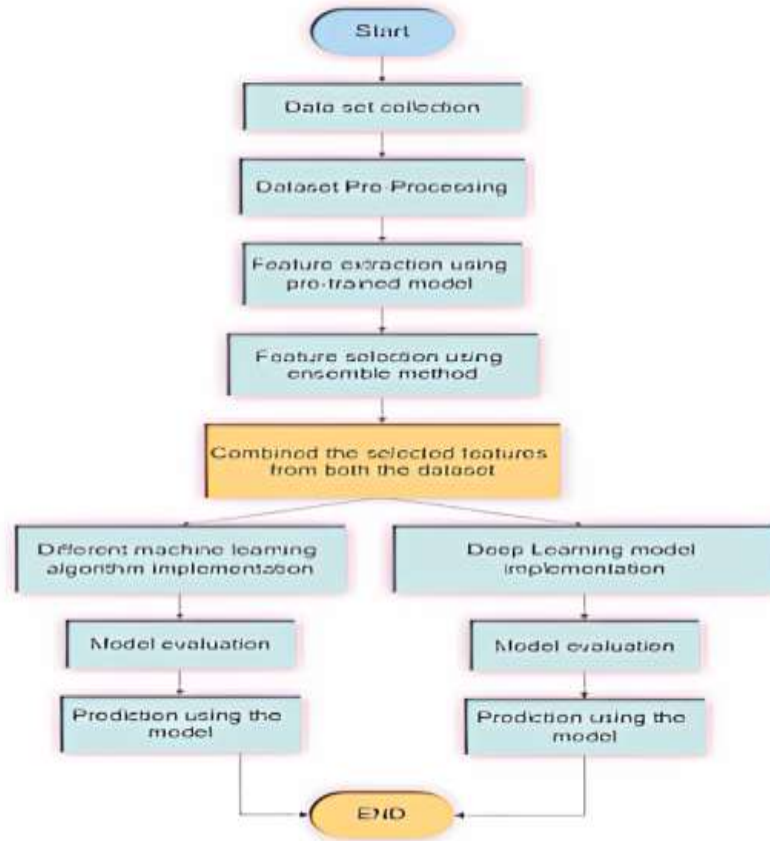 Start
Data set collection
Dataset Pre-Processing
Feature extraction using
pre-trained model
Feature selection using
ensemble method
Combined the selected features
from both the dataset
Different machine learning
algorithm implementation
Deep Learning model
implementation
Model evaluation
Model evaluation
Prediction using the
model
Prediction using the
model
END